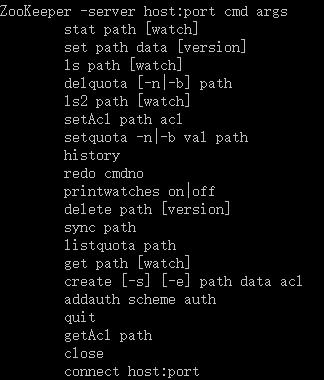 ZooKeeper -server host:port cmd args
stat path [watch]
set path data [version]
ls path [watch]
delquota [-n|-b] path
ls2 path [watch]
setAcl path acl
setquota -n|-b val path
history
redo cmdno
printwatches on|off
delete path [version]
sync path
listquota path
get path [watch]
create [-s] [-e] path data acl
addauth scheme auth
quit
getAcl path
close
connect host:port